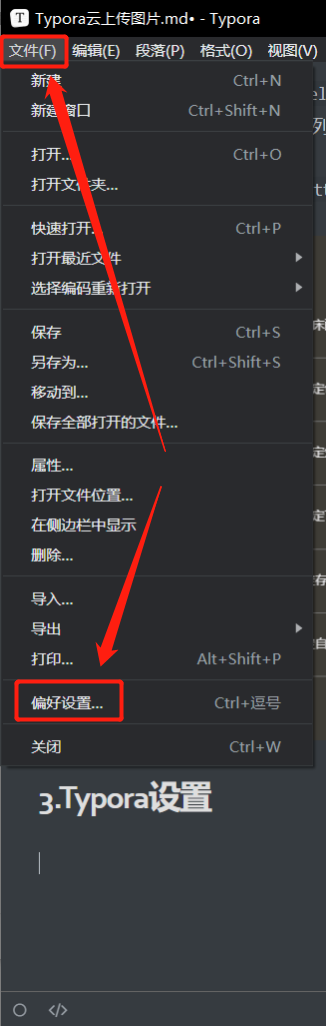 T Typora云上传图片.md• - Typora
文件(F) 编辑(E) 段落(P) 格式(O) 视图(V)
新建 Ctrl+N
新建窗口 Ctrl+Shift+N
打开... Ctrl+O
打开文件夹...
快速打开... Ctrl+P
打开最近文件
选择编码重新打开
保存 Ctrl+S
另存为... Ctrl+Shift+S
移动到...
保存全部打开的文件...
属性...
打开文件位置...
在侧边栏中显示
删除...
导入...
导出
打印... Alt+Shift+P
偏好设置... Ctrl+逗号
关闭 Ctrl+W
3.Typora设置